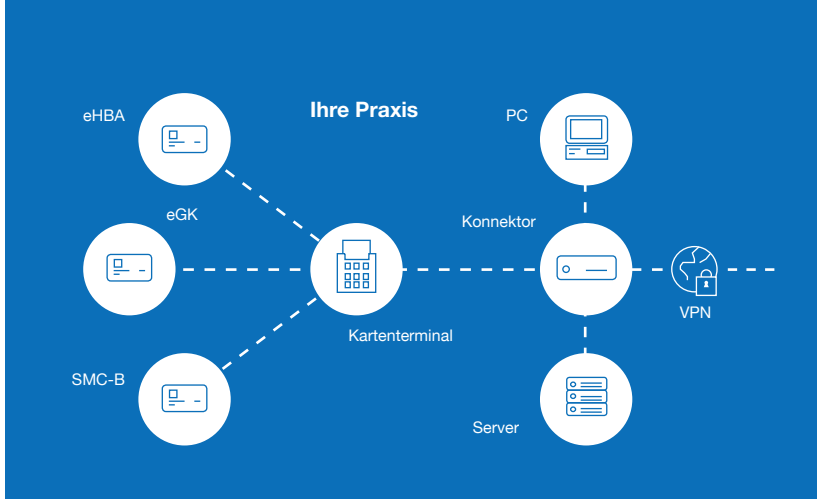 Ihre Praxis
eHBA
PC
eGK
Konnektor
VPN
Kartenterminal
SMC-B
Server